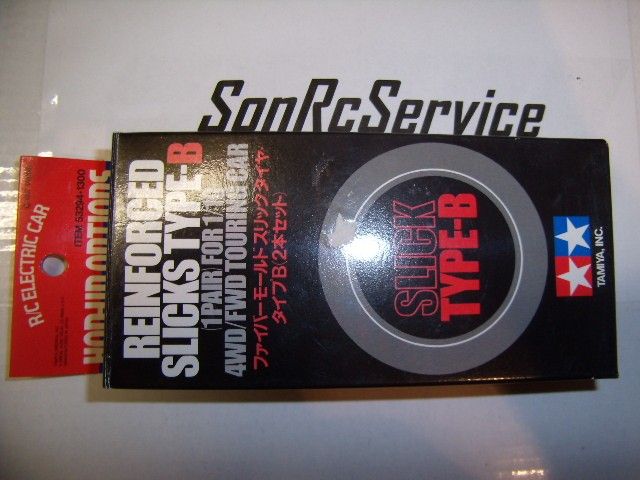 SonRcService
R/C ELECTRIC CAR
ITEM 53294-1300
HOP-UP OPTIONS
REINFORCED
SLICKS TYPE-B
(1 PAIR) FOR 1/10
4WD/FWD TOURING CAR
ファイバーモールドスリックタイヤ
タイプB(2本セット)
SLICK
TYPE-B
TAMIYA, INC.